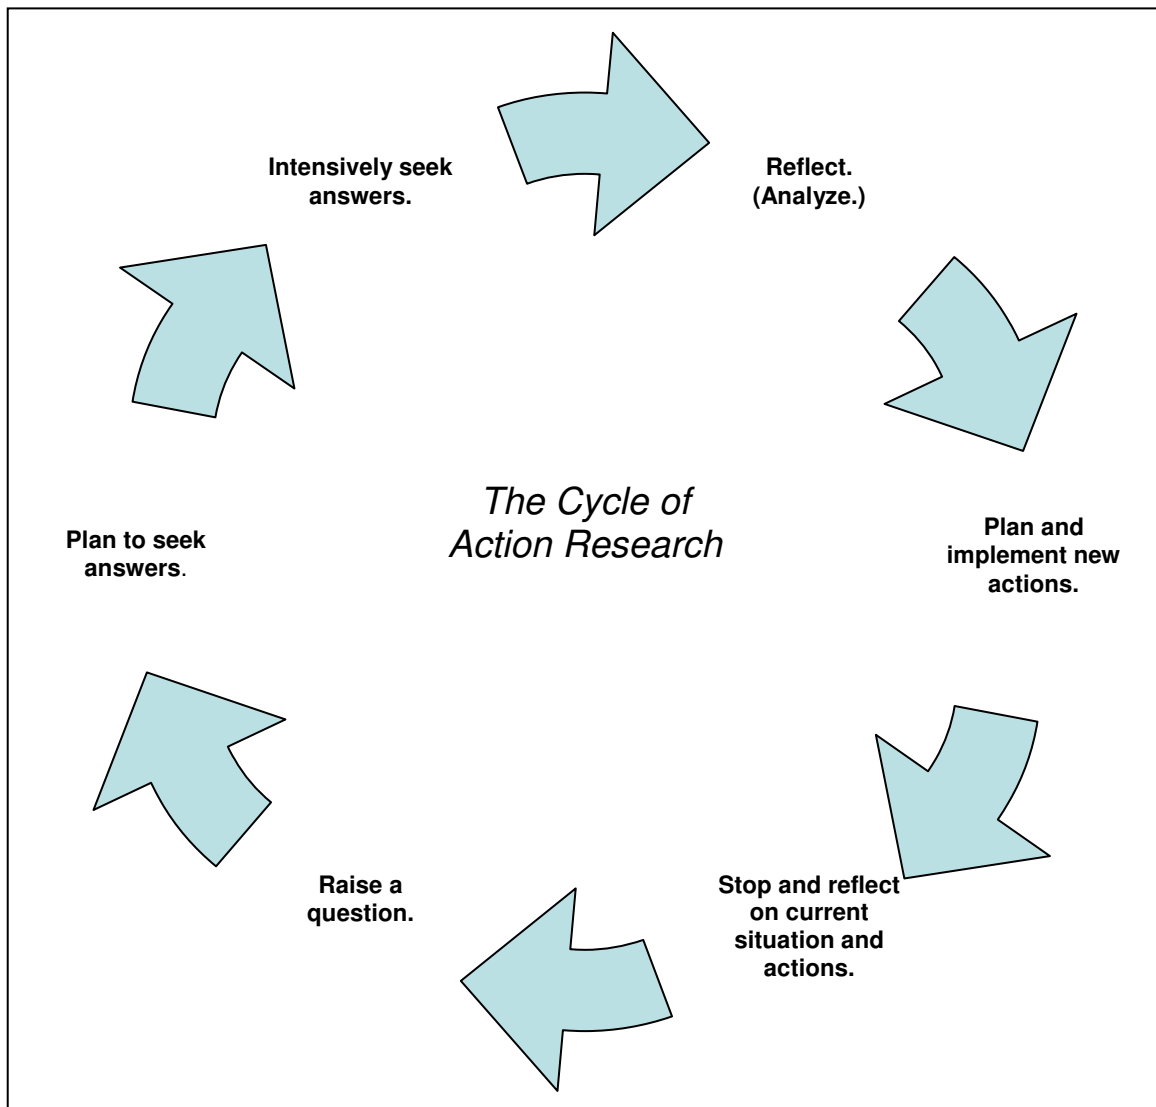 Intensively seek
answers.
Reflect.
(Analyze.)
The Cycle of
Action Research
Plan to seek
answers.
Plan and
implement new
actions.
Raise a
question.
Stop and reflect
on current
situation and
actions.